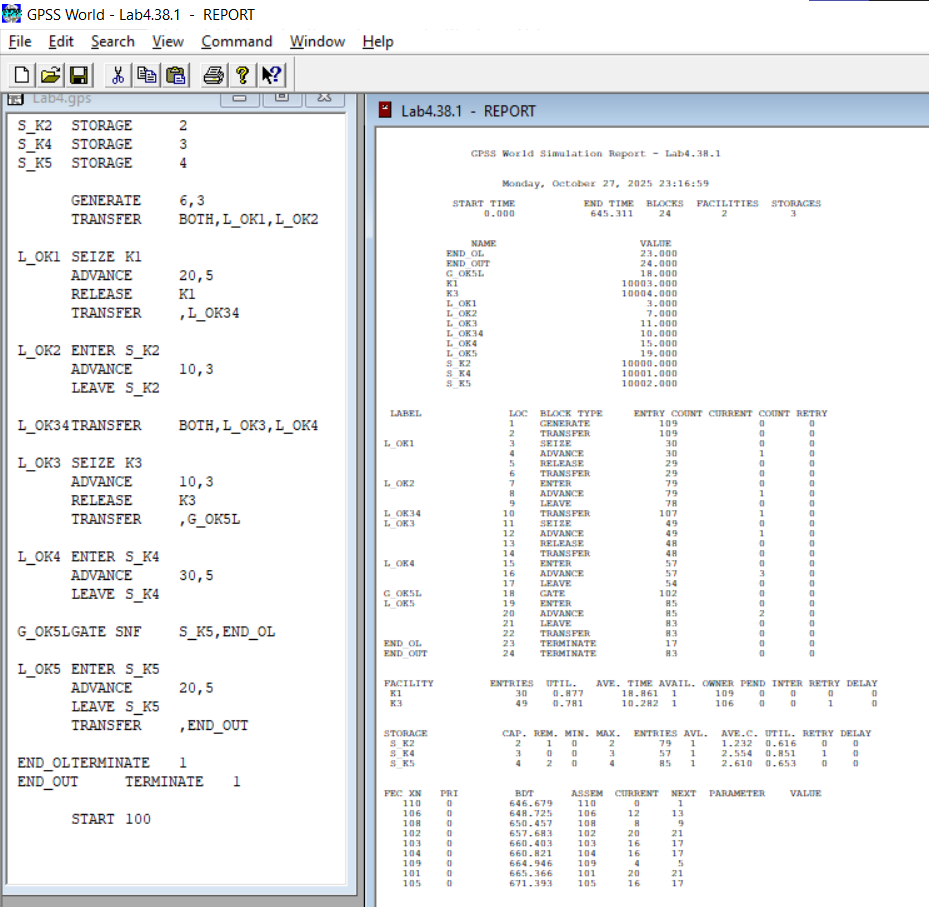 GPSS World - Lab4.38.1 - REPORT
File Edit Search View Command Window Help
Lab4.gps
S_K2 STORAGE 2
S_K4 STORAGE 3
S_K5 STORAGE 4
GENERATE 6,3
TRANSFER BOTH,L_OK1,L_OK2
L_OK1 SEIZE K1
ADVANCE 20,5
RELEASE K1
TRANSFER ,L_OK34
L_OK2 ENTER S_K2
ADVANCE 10,3
LEAVE S_K2
L_OK34TRANSFER BOTH,L_OK3,L_OK4
L_OK3 SEIZE K3
ADVANCE 10,3
RELEASE K3
TRANSFER ,G_OK5L
L_OK4 ENTER S_K4
ADVANCE 30,5
LEAVE S_K4
G_OK5LGATE SNF S_K5,END_OL
L_OK5 ENTER S_K5
ADVANCE 20,5
LEAVE S_K5
TRANSFER ,END_OUT
END_OLTERMINATE 1
END_OUT TERMINATE 1
START 100
Lab4.38.1 - REPORT
GPSS World Simulation Report - Lab4.38.1
Monday, October 27, 2025 23:16:59
START TIME END TIME BLOCKS FACILITIES STORAGES
0.000 645.311 24 2 3
NAME VALUE
END_OL 23.000
END_OUT 24.000
G_OK5L 18.000
K1 10003.000
K3 10004.000
L_OK1 3.000
L_OK2 7.000
L_OK3 11.000
L_OK34 10.000
L_OK4 15.000
L_OK5 19.000
S_K2 10000.000
S_K4 10001.000
S_K5 10002.000
LABEL LOC BLOCK TYPE ENTRY COUNT CURRENT COUNT RETRY
1 GENERATE 109 0 0
2 TRANSFER 109 0 0
L_OK1 3 SEIZE 30 0 0
4 ADVANCE 30 1 0
5 RELEASE 29 0 0
6 TRANSFER 29 0 0
L_OK2 7 ENTER 79 0 0
8 ADVANCE 79 1 0
9 LEAVE 78 0 0
L_OK34 10 TRANSFER 107 1 0
L_OK3 11 SEIZE 49 0 0
12 ADVANCE 49 1 0
13 RELEASE 48 0 0
14 TRANSFER 48 0 0
L_OK4 15 ENTER 57 0 0
16 ADVANCE 57 3 0
17 LEAVE 54 0 0
G_OK5L 18 GATE 102 0 0
L_OK5 19 ENTER 85 0 0
20 ADVANCE 85 2 0
21 LEAVE 83 0 0
22 TRANSFER 83 0 0
END_OL 23 TERMINATE 17 0 0
END_OUT 24 TERMINATE 83 0 0
FACILITY ENTRIES UTIL. AVE. TIME AVAIL. OWNER PEND INTER RETRY DELAY
K1 30 0.877 18.861 1 109 0 0 0 0
K3 49 0.781 10.282 1 106 0 0 1 0
STORAGE CAP. REM. MIN. MAX. ENTRIES AVL. AVE.C. UTIL. RETRY DELAY
S_K2 2 1 0 2 79 1 1.232 0.616 0 0
S_K4 3 0 0 3 57 1 2.554 0.851 1 0
S_K5 4 2 0 4 85 1 2.610 0.653 0 0
FEC XN PRI BDT ASSEM CURRENT NEXT PARAMETER VALUE
110 0 646.679 110 0 1
106 0 648.725 106 12 13
108 0 650.457 108 8 9
102 0 657.683 102 20 21
103 0 660.403 103 16 17
104 0 660.821 104 16 17
109 0 664.946 109 4 5
101 0 665.366 101 20 21
105 0 671.393 105 16 17